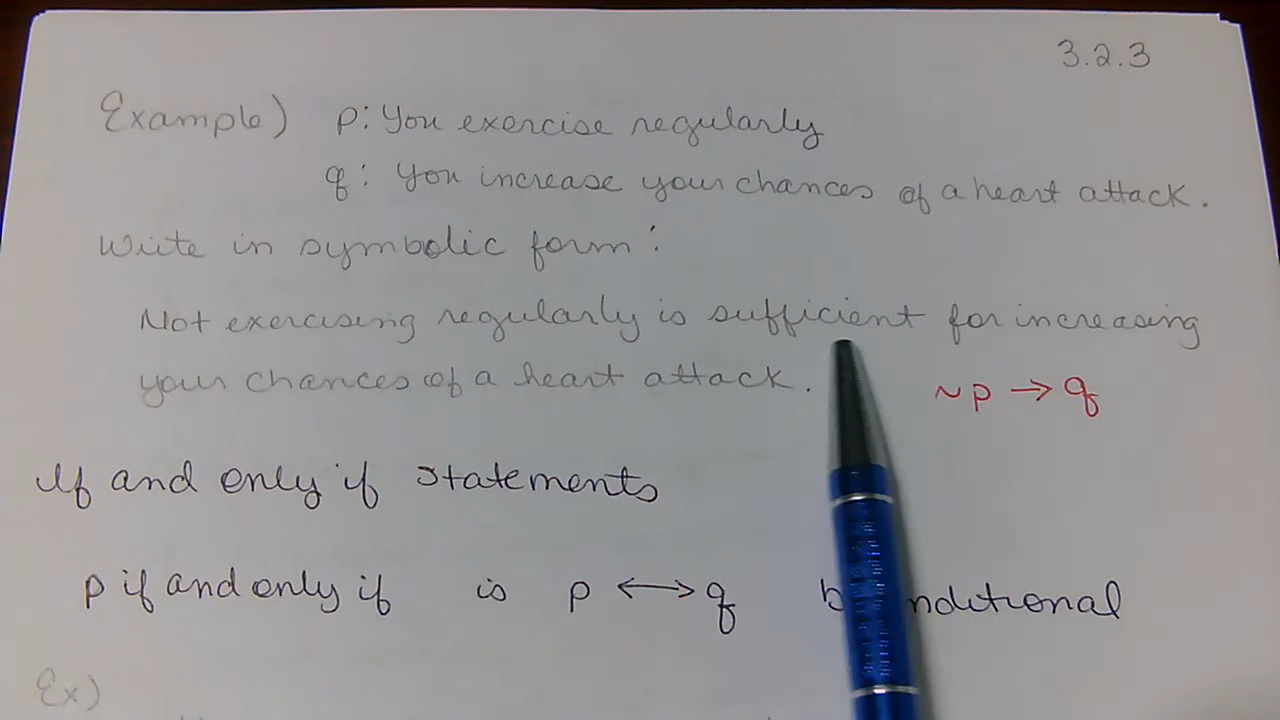 3.2.3
Example) p: You exercise regularly
q: You increase your chances of a heart attack.
Write in symbolic form:
Not exercising regularly is sufficient for increasing
your chances of a heart attack. ~p → q
If and only if statements
p if and only if is p ↔ q
Ex)